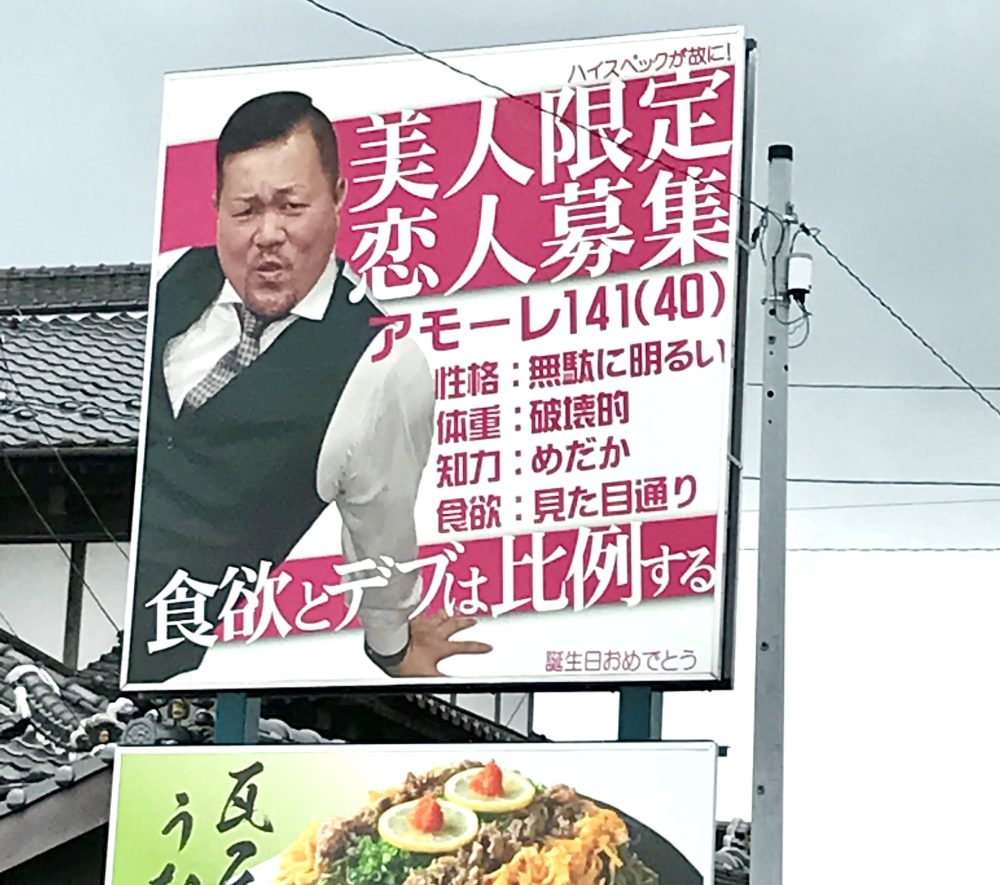 ハイスペックが故に!
美人限定
恋人募集
アモーレ141(40)
性格:無駄に明るい
体重:破壊的
知力:めだか
食欲:見た目通り
食欲とデブは比例する
誕生日おめでとう
瓦
う